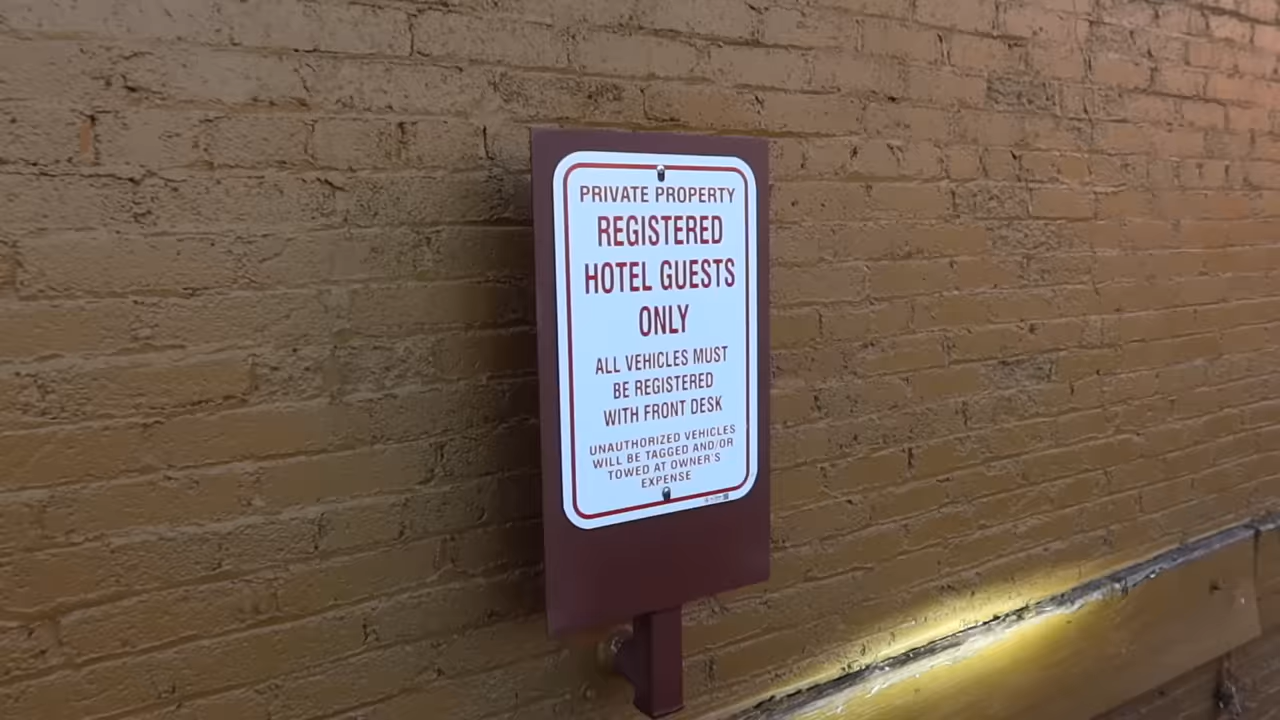 PRIVATE PROPERTY
REGISTERED
HOTEL GUESTS
ONLY
ALL VEHICLES MUST
BE REGISTERED
WITH FRONT DESK
UNAUTHORIZED VEHICLES
WILL BE TAGGED AND/OR
TOWED AT OWNER'S
EXPENSE